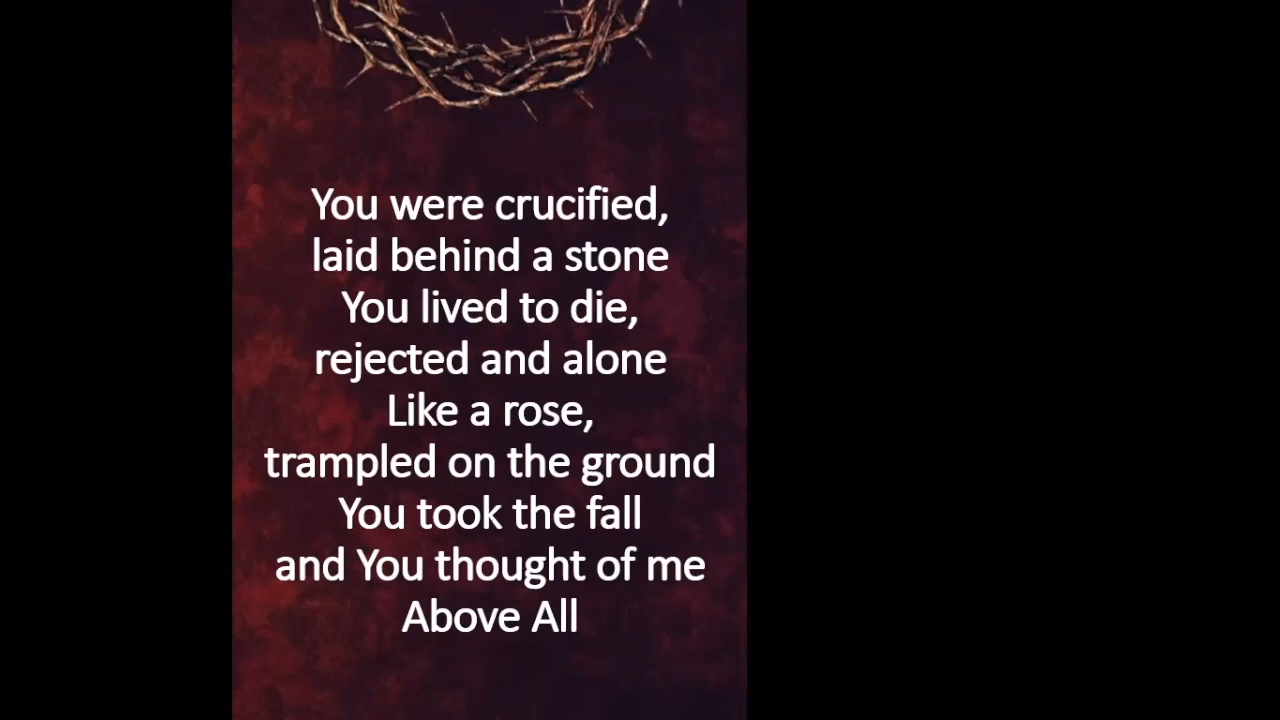 You were crucified,
laid behind a stone
You lived to die,
rejected and alone
Like a rose,
trampled on the ground
You took the fall
and You thought of me
Above All